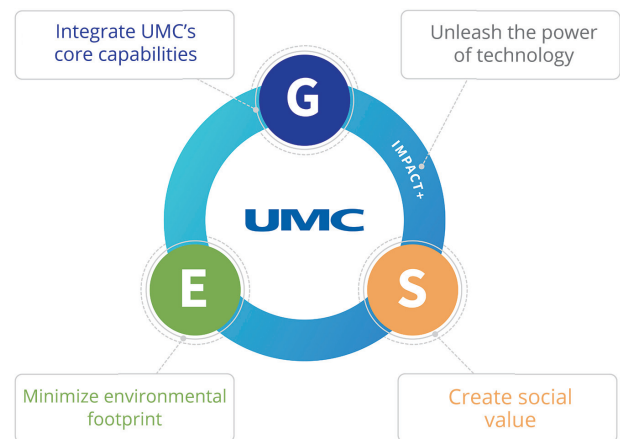 Integrate UMC's
core capabilities
Unleash the power
of technology
G
IMPACT+
UMC
E
S
Minimize environmental
footprint
Create social
value